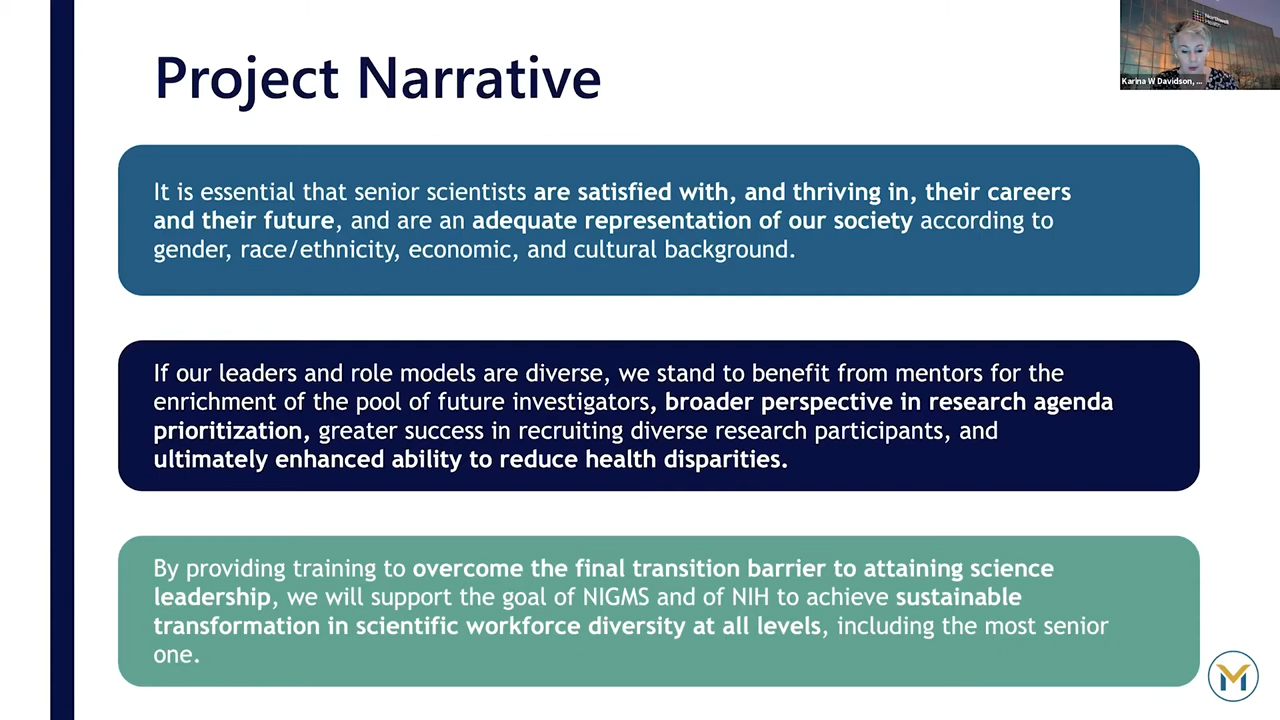 Project Narrative
Northwell
Health
Karina W Davidson, ...
It is essential that senior scientists are satisfied with, and thriving in, their careers
and their future, and are an adequate representation of our society according to
gender, race/ethnicity, economic, and cultural background.
If our leaders and role models are diverse, we stand to benefit from mentors for the
enrichment of the pool of future investigators, broader perspective in research agenda
prioritization, greater success in recruiting diverse research participants, and
ultimately enhanced ability to reduce health disparities.
By providing training to overcome the final transition barrier to attaining science
leadership, we will support the goal of NIGMS and of NIH to achieve sustainable
transformation in scientific workforce diversity at all levels, including the most senior
one.
M